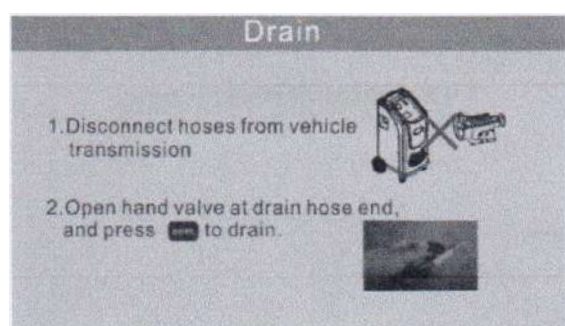 Drain
1.Disconnect hoses from vehicle
transmission
2.Open hand valve at drain hose end,
and press to drain.